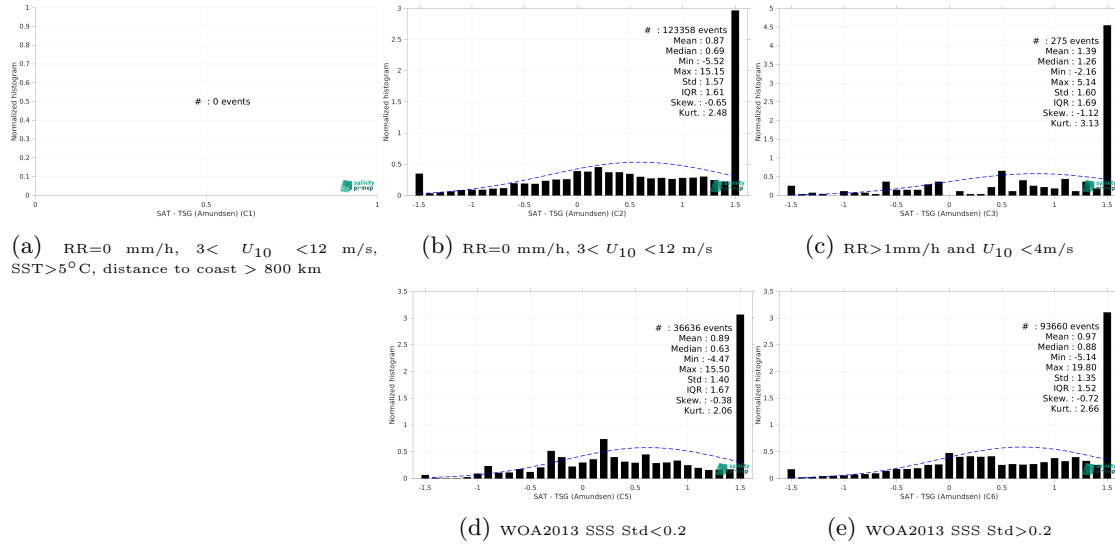 1
0.9
0.8
0.7
0.6
0.5
0.4
0.3
0.2
0.1
0
Normalized histogram
# : 0 events
salinity
pi-mep
0 0.5 1
SAT - TSG (Amundsen) (C1)
(a) RR=0 mm/h, 3< U10 <12 m/s,
SST>5°C, distance to coast > 800 km
3
2.5
2
1.5
1
0.5
0
Normalized histogram
# : 123358 events
Mean : 0.87
Median : 0.69
Min : -5.52
Max : 15.15
Std : 1.57
IQR : 1.61
Skew. : -0.65
Kurt. : 2.48
salinity
pi-mep
-1.5 -1 -0.5 0 0.5 1 1.5
SAT - TSG (Amundsen) (C2)
(b) RR=0 mm/h, 3< U10 <12 m/s
5
4.5
4
3.5
3
2.5
2
1.5
1
0.5
0
Normalized histogram
# : 275 events
Mean : 1.39
Median : 1.26
Min : -2.16
Max : 5.14
Std : 1.60
IQR : 1.69
Skew. : -1.12
Kurt. : 3.13
salinity
pi-mep
-1.5 -1 -0.5 0 0.5 1 1.5
SAT - TSG (Amundsen) (C3)
(c) RR>1mm/h and U10 <4m/s
3.5
3
2.5
2
1.5
1
0.5
0
Normalized histogram
# : 36636 events
Mean : 0.89
Median : 0.63
Min : -4.47
Max : 15.50
Std : 1.40
IQR : 1.67
Skew. : -0.38
Kurt. : 2.06
salinity
pi-mep
-1.5 -1 -0.5 0 0.5 1 1.5
SAT - TSG (Amundsen) (C5)
(d) WOA2013 SSS Std<0.2
3.5
3
2.5
2
1.5
1
0.5
0
Normalized histogram
# : 93660 events
Mean : 0.97
Median : 0.88
Min : -5.14
Max : 19.80
Std : 1.35
IQR : 1.52
Skew. : -0.72
Kurt. : 2.66
salinity
pi-mep
-1.5 -1 -0.5 0 0.5 1 1.5
SAT - TSG (Amundsen) (C6)
(e) WOA2013 SSS Std>0.2